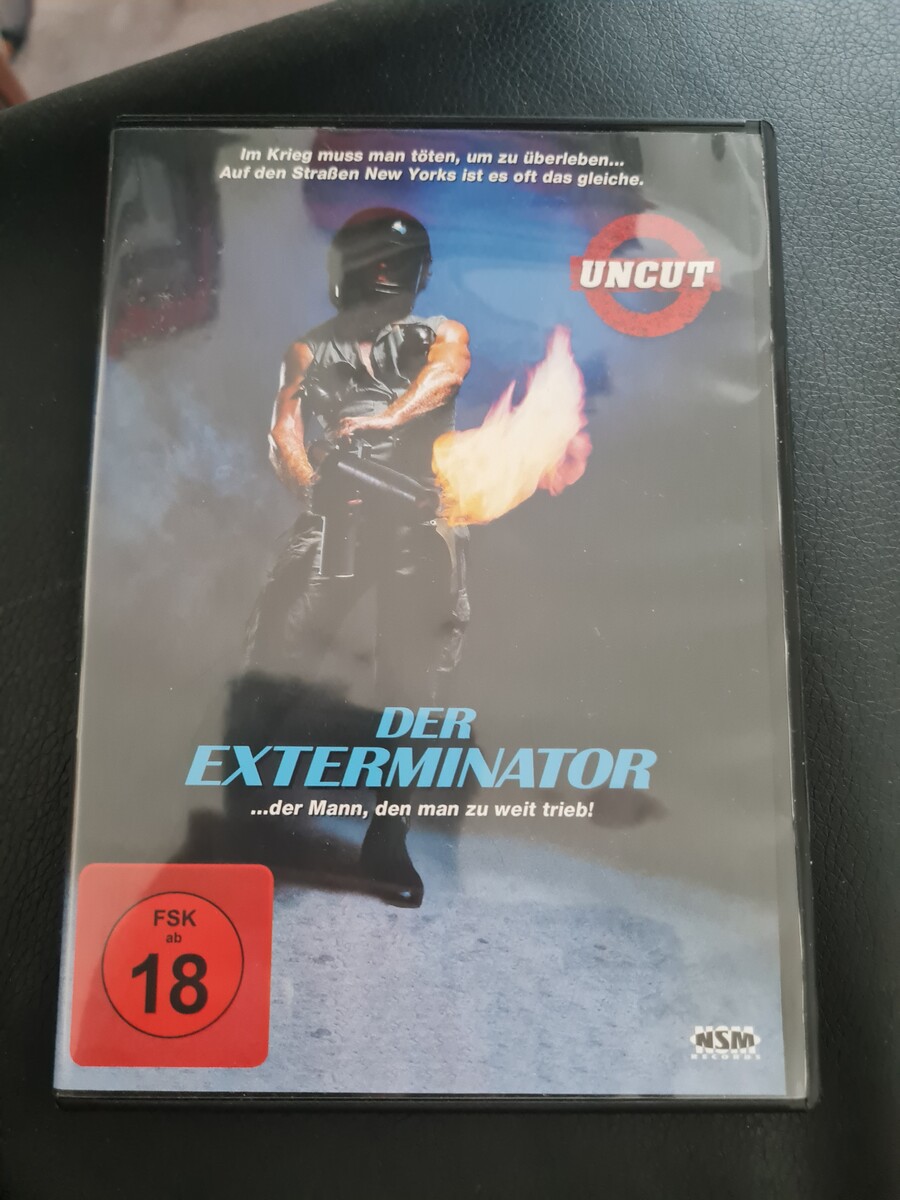 Im Krieg muss man töten, um zu überleben...
Auf den Straßen New Yorks ist es oft das gleiche.
UNCUT
DER
EXTERMINATOR
...der Mann, den man zu weit trieb!
FSK
ab
18
NSM
RECORDS